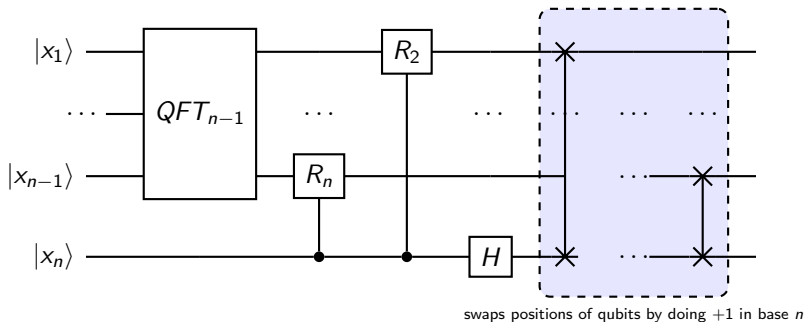 |x₁⟩ R₂
··· QFTₙ₋₁ ··· ··· ··· ··· ···
|xₙ₋₁⟩ Rₙ ···
|xₙ⟩ H ···
swaps positions of qubits by doing +1 in base n